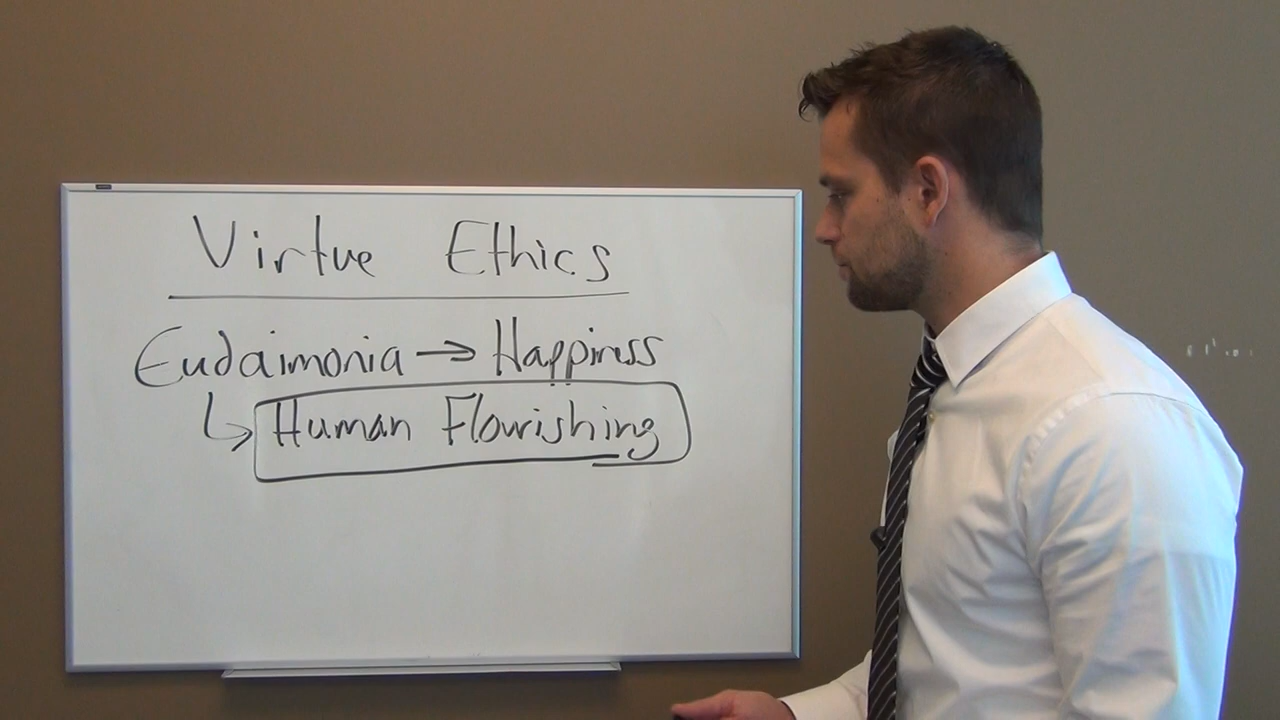 Virtue Ethics
Eudaimonia → Happiness
↳ Human Flourishing